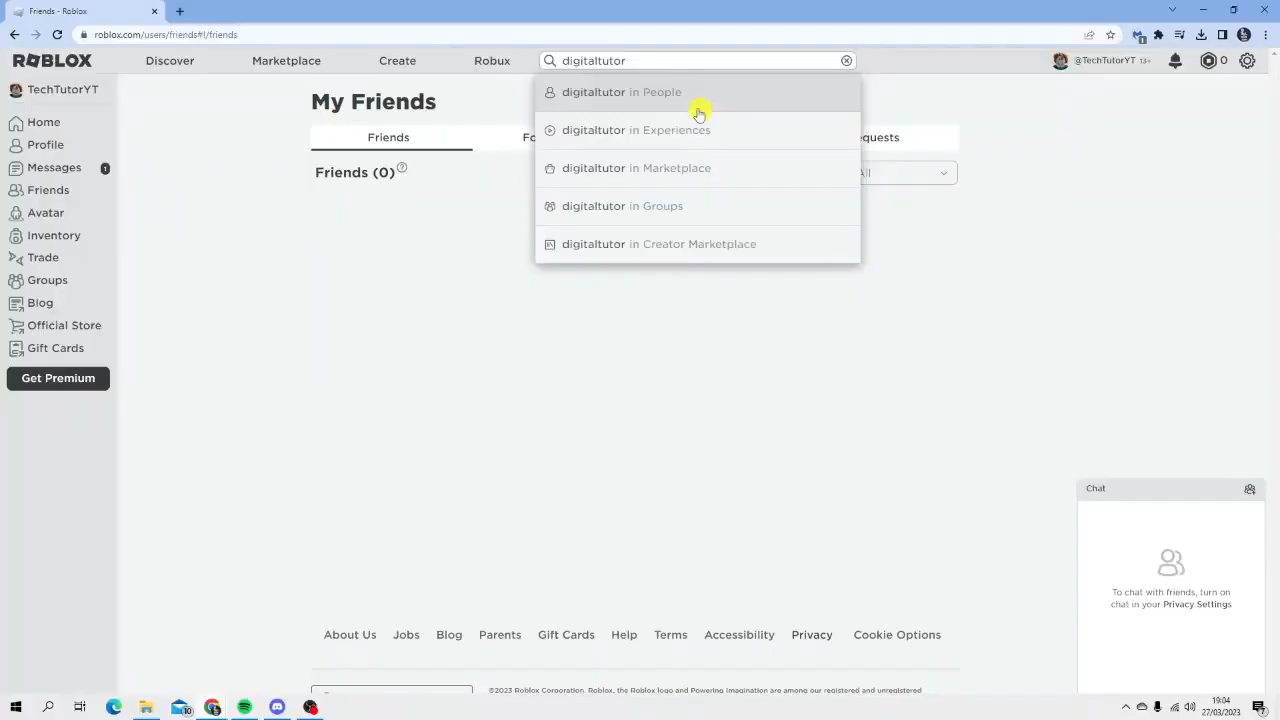 Friends - Roblox
roblox.com/users/friends#!/friends
ROBLOX
Discover
Marketplace
Create
Robux
digitaltutor
@TechTutorYT 13+
0
TechTutorYT
Home
Profile
Messages 1
Friends
Avatar
Inventory
Trade
Groups
Blog
Official Store
Gift Cards
Get Premium
My Friends
Friends
Friends (0)
All
digitaltutor in People
digitaltutor in Experiences
digitaltutor in Marketplace
digitaltutor in Groups
digitaltutor in Creator Marketplace
Chat
To chat with friends, turn on
chat in your Privacy Settings
About Us Jobs Blog Parents Gift Cards Help Terms Accessibility Privacy Cookie Options
©2023 Roblox Corporation. Roblox, the Roblox logo and Powering Imagination are among our registered and unregistered
19:04
27/03/2023